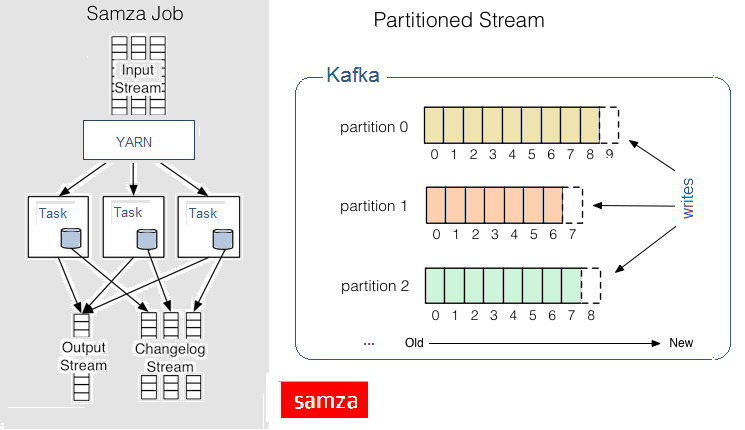 Samza Job
Input
Stream
YARN
Task
Task
Task
Output
Stream
Changelog
Stream
Partitioned Stream
Kafka
partition 0
0 1 2 3 4 5 6 7 8 9
partition 1
0 1 2 3 4 5 6 7
partition 2
0 1 2 3 4 5 6 7 8
writes
... Old New
samza